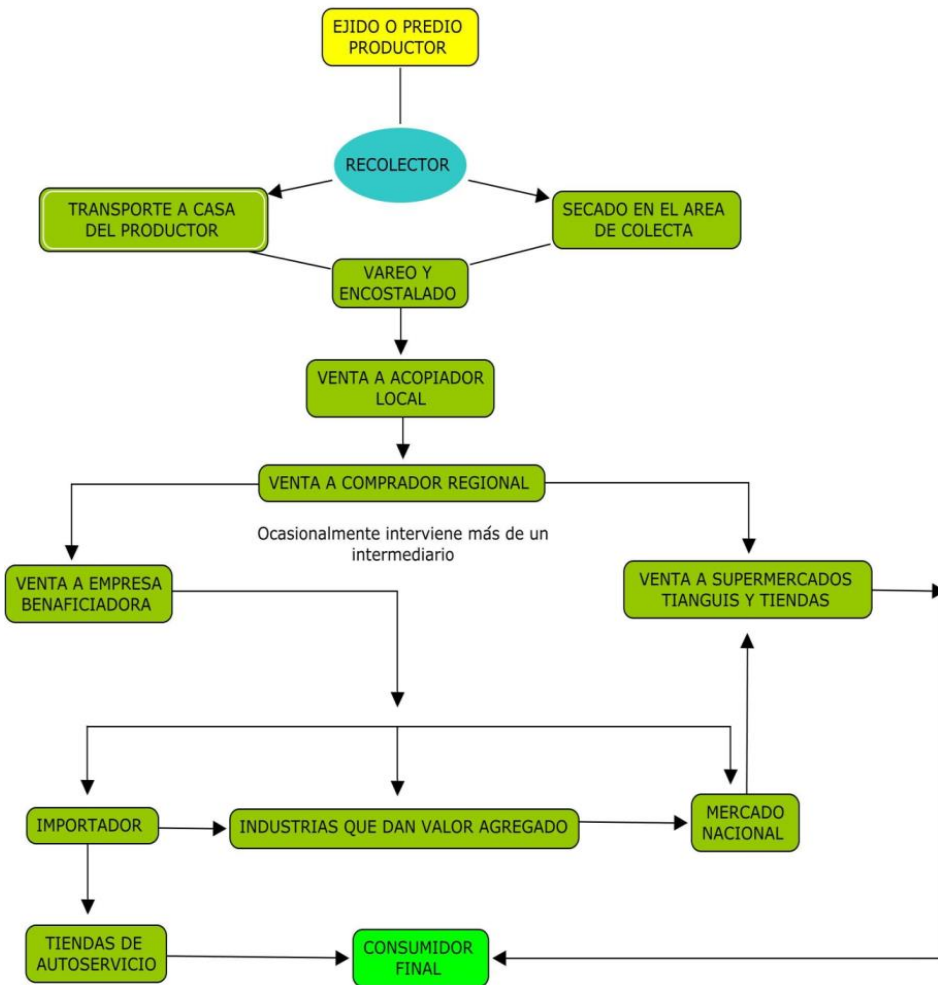 EJIDO O PREDIO
PRODUCTOR
RECOLECTOR
TRANSPORTE A CASA
DEL PRODUCTOR
SECADO EN EL AREA
DE COLECTA
VAREO Y
ENCOSTALADO
VENTA A ACOPIADOR
LOCAL
VENTA A COMPRADOR REGIONAL
Ocasionalmente interviene más de un
intermediario
VENTA A EMPRESA
BENAFICIADORA
VENTA A SUPERMERCADOS
TIANGUIS Y TIENDAS
IMPORTADOR
INDUSTRIAS QUE DAN VALOR AGREGADO
MERCADO
NACIONAL
TIENDAS DE
AUTOSERVICIO
CONSUMIDOR
FINAL